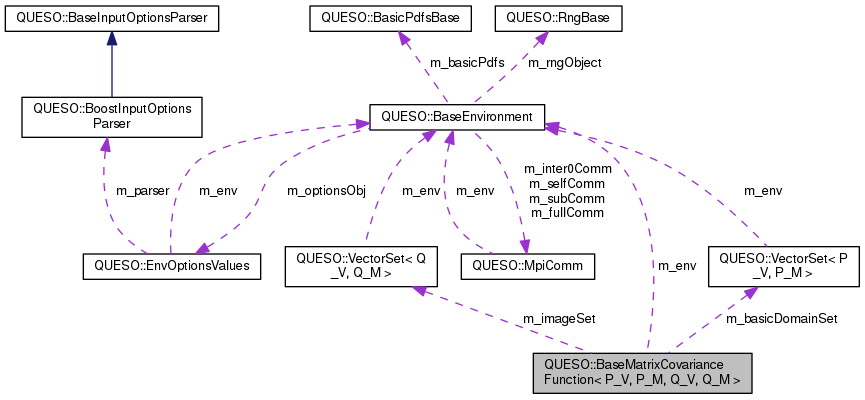 QUESO::BaseInputOptionsParser
QUESO::BasicPdfsBase
QUESO::RngBase
m_basicPdfs
m_rngObject
QUESO::BoostInputOptions
Parser
QUESO::BaseEnvironment
m_parser
m_env
m_optionsObj
m_env
m_env
m_inter0Comm
m_selfComm
m_subComm
m_fullComm
m_env
QUESO::EnvOptionsValues
QUESO::VectorSet< Q
_V, Q_M >
QUESO::MpiComm
m_env
QUESO::VectorSet< P
_V, P_M >
m_imageSet
m_basicDomainSet
QUESO::BaseMatrixCovariance
Function< P_V, P_M, Q_V, Q_M >